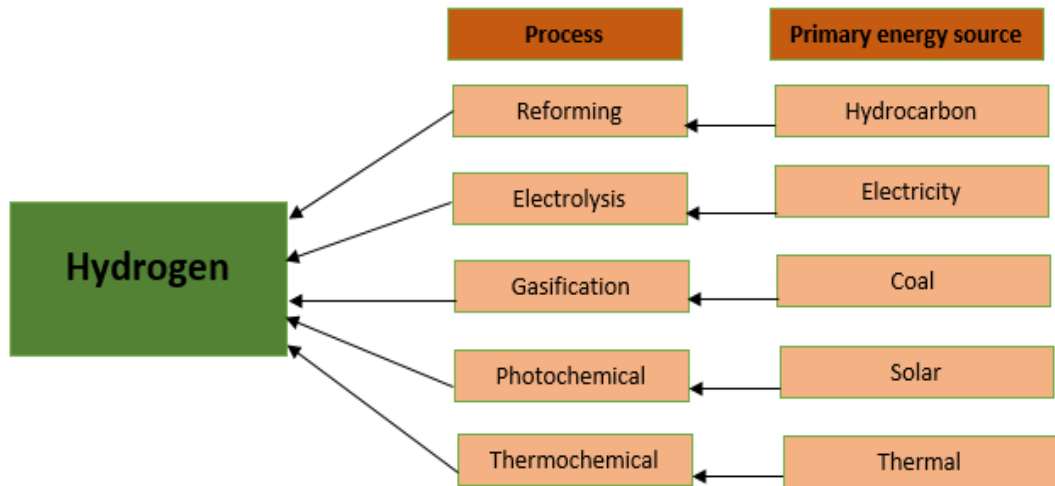 Process
Primary energy source
Reforming
Hydrocarbon
Electrolysis
Electricity
Hydrogen
Gasification
Coal
Photochemical
Solar
Thermochemical
Thermal